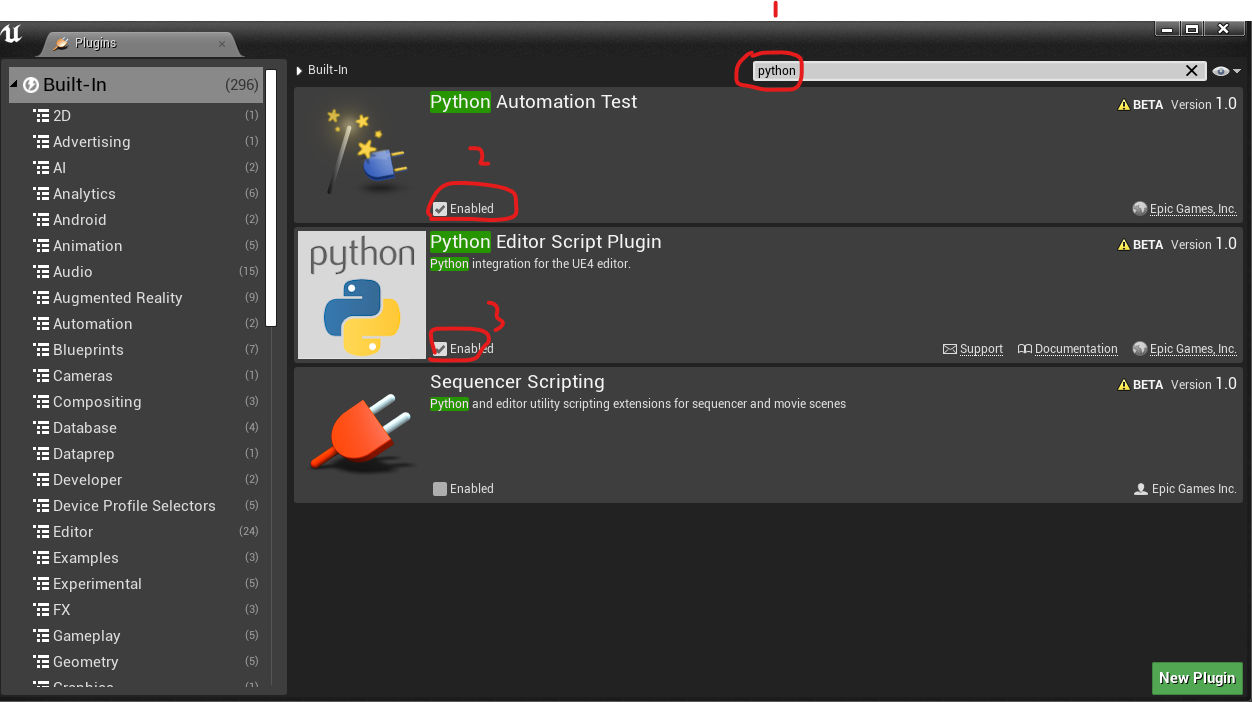 1
Plugins
Built-In (296)
2D (1)
Advertising (1)
AI (2)
Analytics (6)
Android (2)
Animation (5)
Audio (15)
Augmented Reality (9)
Automation (2)
Blueprints (7)
Cameras (1)
Compositing (3)
Database (4)
Dataprep (1)
Developer (2)
Device Profile Selectors (5)
Editor (24)
Examples (3)
Experimental (5)
FX (3)
Gameplay (5)
Geometry (5)
Graphics (1)
Built-In
python
Python Automation Test
BETA Version 1.0
2
Enabled
Epic Games, Inc.
python
Python Editor Script Plugin
BETA Version 1.0
Python integration for the UE4 editor.
3
Enabled
Support Documentation Epic Games, Inc.
Sequencer Scripting
BETA Version 1.0
Python and editor utility scripting extensions for sequencer and movie scenes
Enabled
Epic Games Inc.
New Plugin